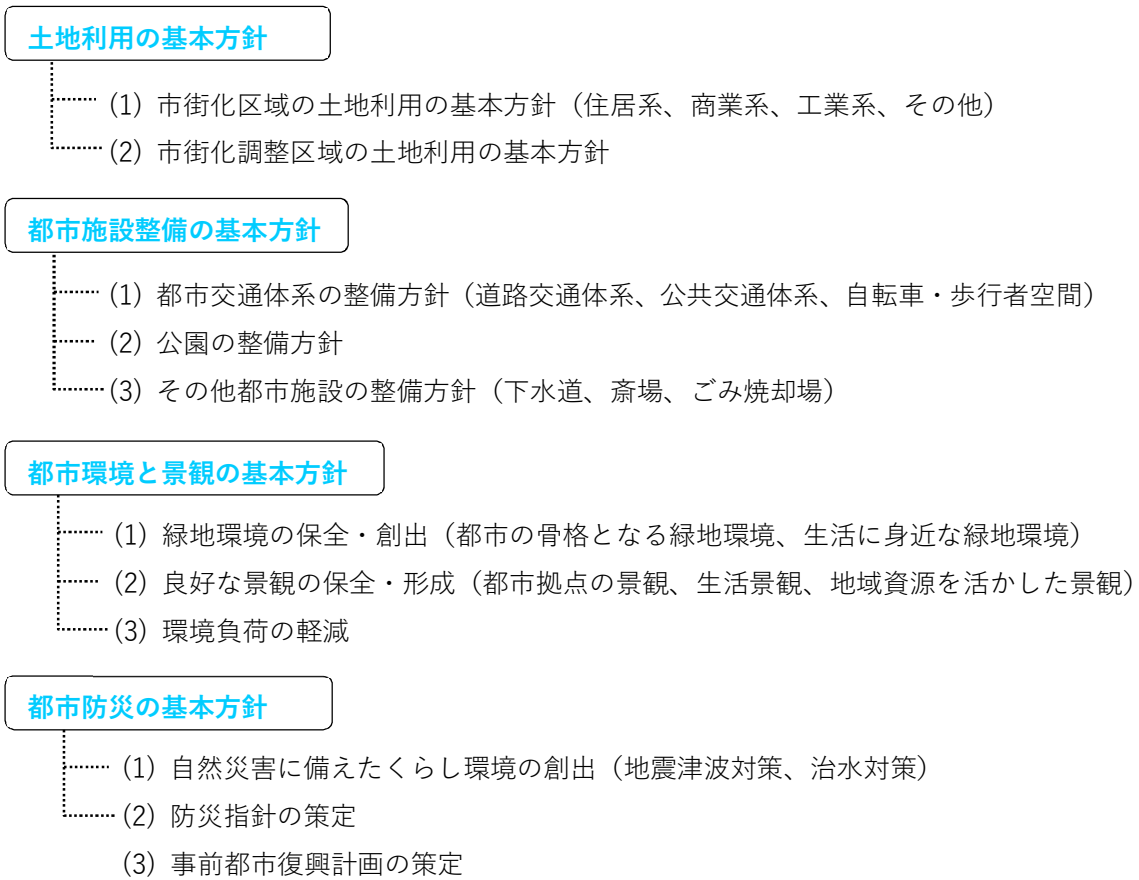 土地利用の基本方針
(1) 市街化区域の土地利用の基本方針（住居系、商業系、工業系、その他）
(2) 市街化調整区域の土地利用の基本方針
都市施設整備の基本方針
(1) 都市交通体系の整備方針（道路交通体系、公共交通体系、自転車・歩行者空間）
(2) 公園の整備方針
(3) その他都市施設の整備方針（下水道、斎場、ごみ焼却場）
都市環境と景観の基本方針
(1) 緑地環境の保全・創出（都市の骨格となる緑地環境、生活に身近な緑地環境）
(2) 良好な景観の保全・形成（都市拠点の景観、生活景観、地域資源を活かした景観）
(3) 環境負荷の軽減
都市防災の基本方針
(1) 自然災害に備えたくらし環境の創出（地震津波対策、治水対策）
(2) 防災指針の策定
(3) 事前都市復興計画の策定